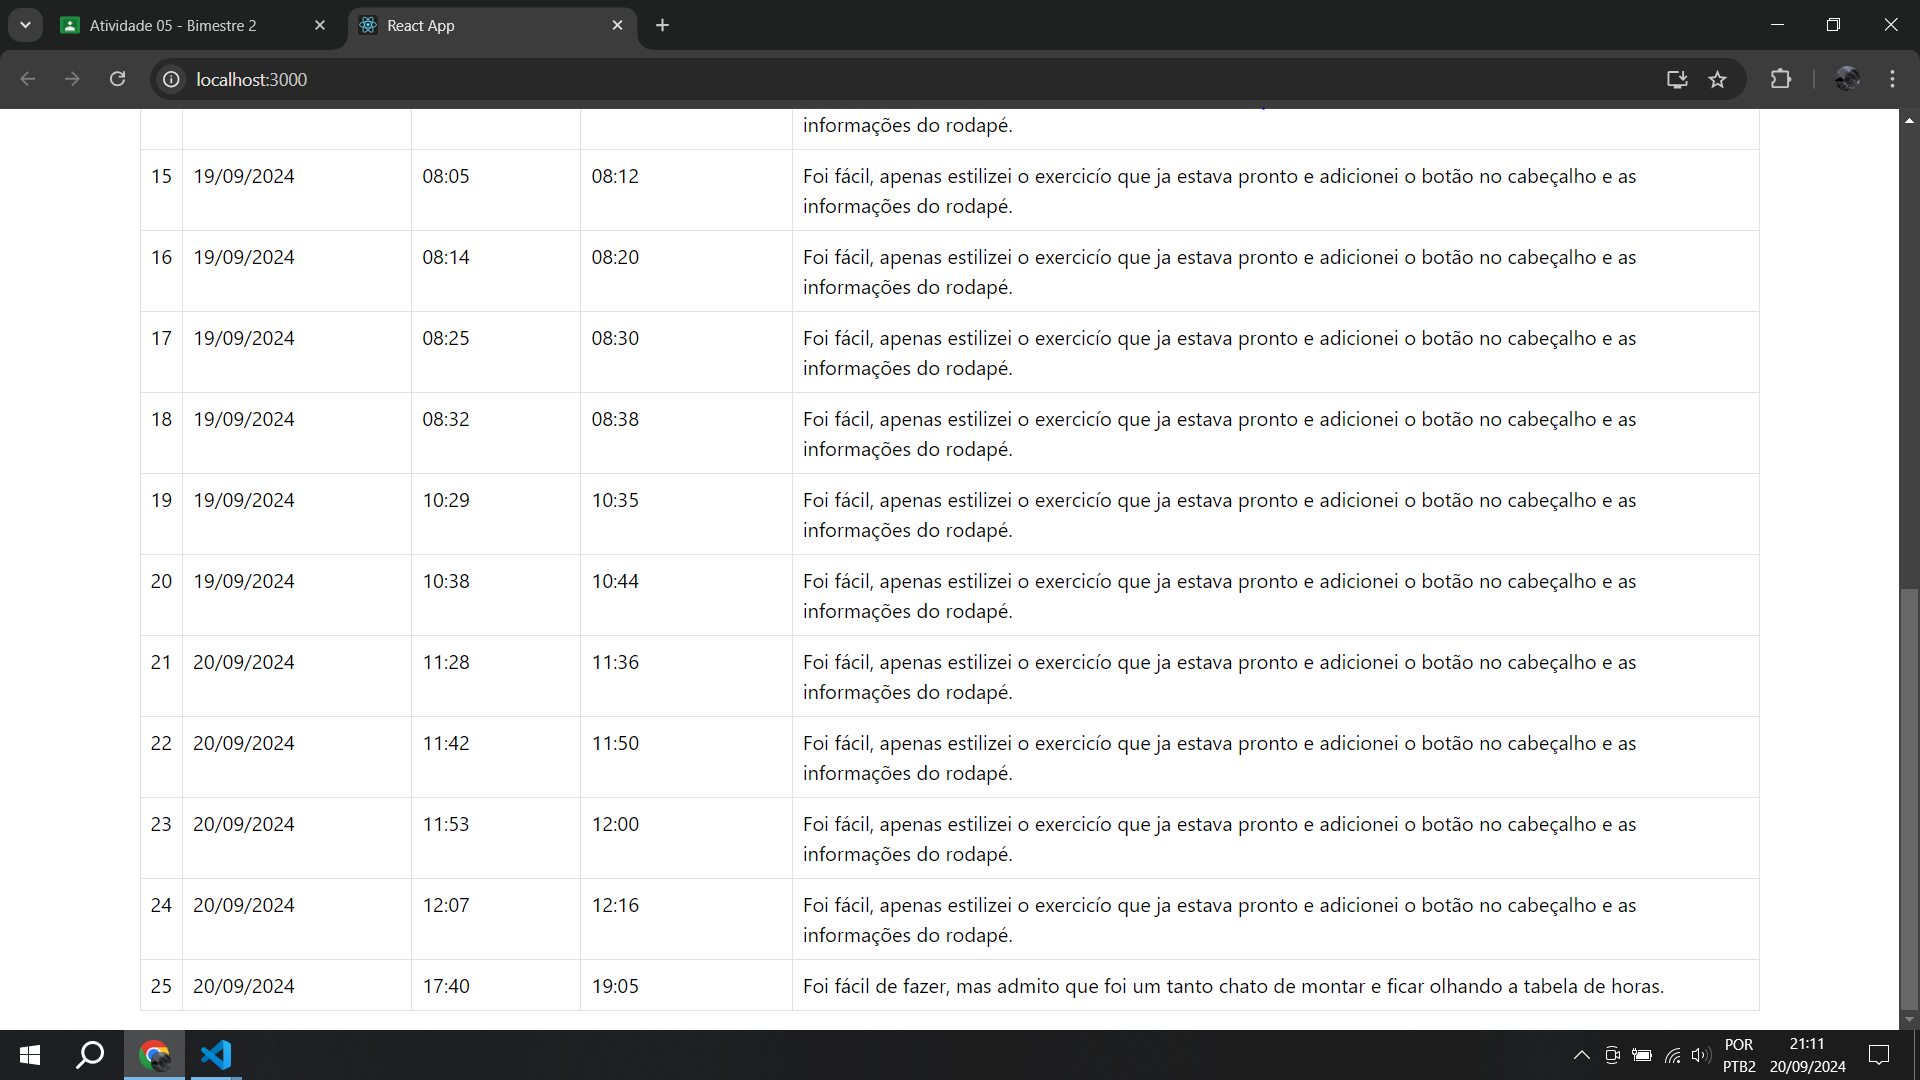 Atividade 05 - Bimestre 2
React App
localhost:3000
informações do rodapé.
15 19/09/2024 08:05 08:12 Foi fácil, apenas estilizei o exercicío que ja estava pronto e adicionei o botão no cabeçalho e as
informações do rodapé.
16 19/09/2024 08:14 08:20 Foi fácil, apenas estilizei o exercicío que ja estava pronto e adicionei o botão no cabeçalho e as
informações do rodapé.
17 19/09/2024 08:25 08:30 Foi fácil, apenas estilizei o exercicío que ja estava pronto e adicionei o botão no cabeçalho e as
informações do rodapé.
18 19/09/2024 08:32 08:38 Foi fácil, apenas estilizei o exercicío que ja estava pronto e adicionei o botão no cabeçalho e as
informações do rodapé.
19 19/09/2024 10:29 10:35 Foi fácil, apenas estilizei o exercicío que ja estava pronto e adicionei o botão no cabeçalho e as
informações do rodapé.
20 19/09/2024 10:38 10:44 Foi fácil, apenas estilizei o exercicío que ja estava pronto e adicionei o botão no cabeçalho e as
informações do rodapé.
21 20/09/2024 11:28 11:36 Foi fácil, apenas estilizei o exercicío que ja estava pronto e adicionei o botão no cabeçalho e as
informações do rodapé.
22 20/09/2024 11:42 11:50 Foi fácil, apenas estilizei o exercicío que ja estava pronto e adicionei o botão no cabeçalho e as
informações do rodapé.
23 20/09/2024 11:53 12:00 Foi fácil, apenas estilizei o exercicío que ja estava pronto e adicionei o botão no cabeçalho e as
informações do rodapé.
24 20/09/2024 12:07 12:16 Foi fácil, apenas estilizei o exercicío que ja estava pronto e adicionei o botão no cabeçalho e as
informações do rodapé.
25 20/09/2024 17:40 19:05 Foi fácil de fazer, mas admito que foi um tanto chato de montar e ficar olhando a tabela de horas.
POR 21:11
PTB2 20/09/2024